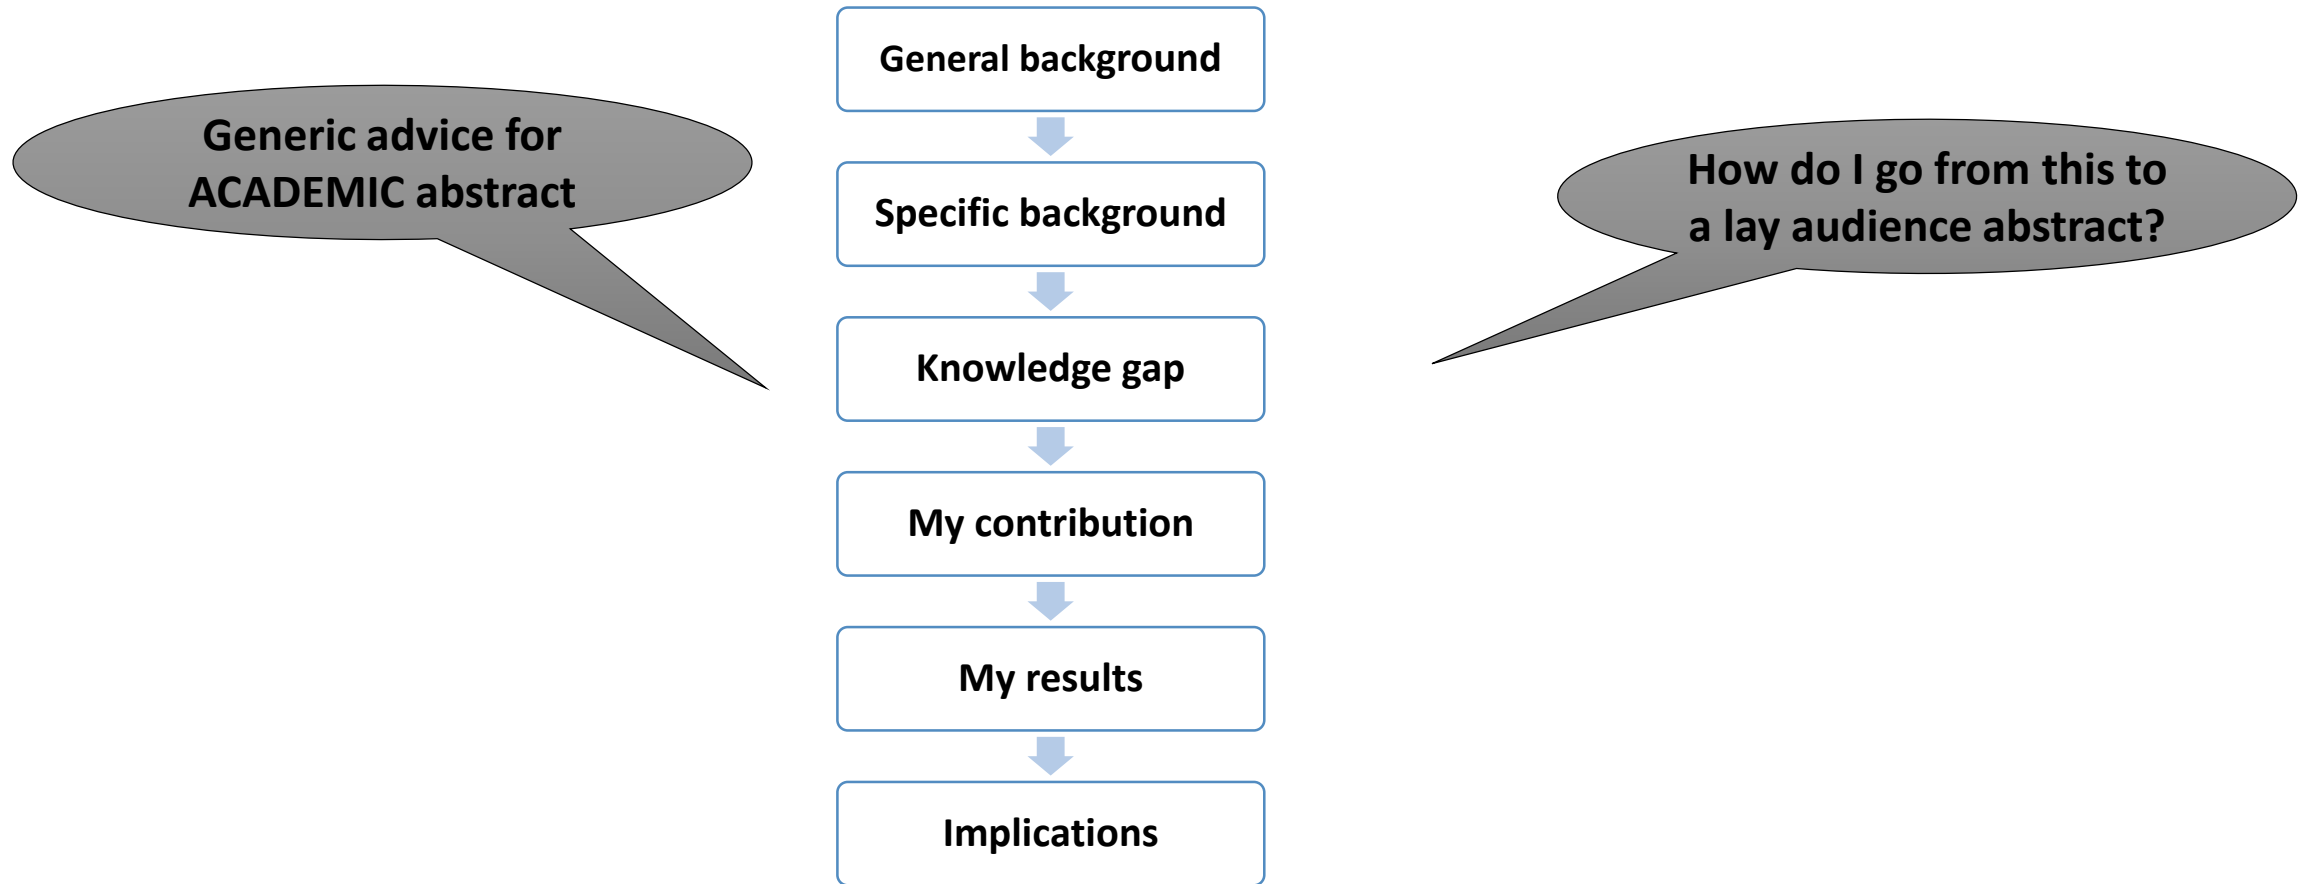 General background
Generic advice for
ACADEMIC abstract
How do I go from this to
a lay audience abstract?
Specific background
Knowledge gap
My contribution
My results
Implications